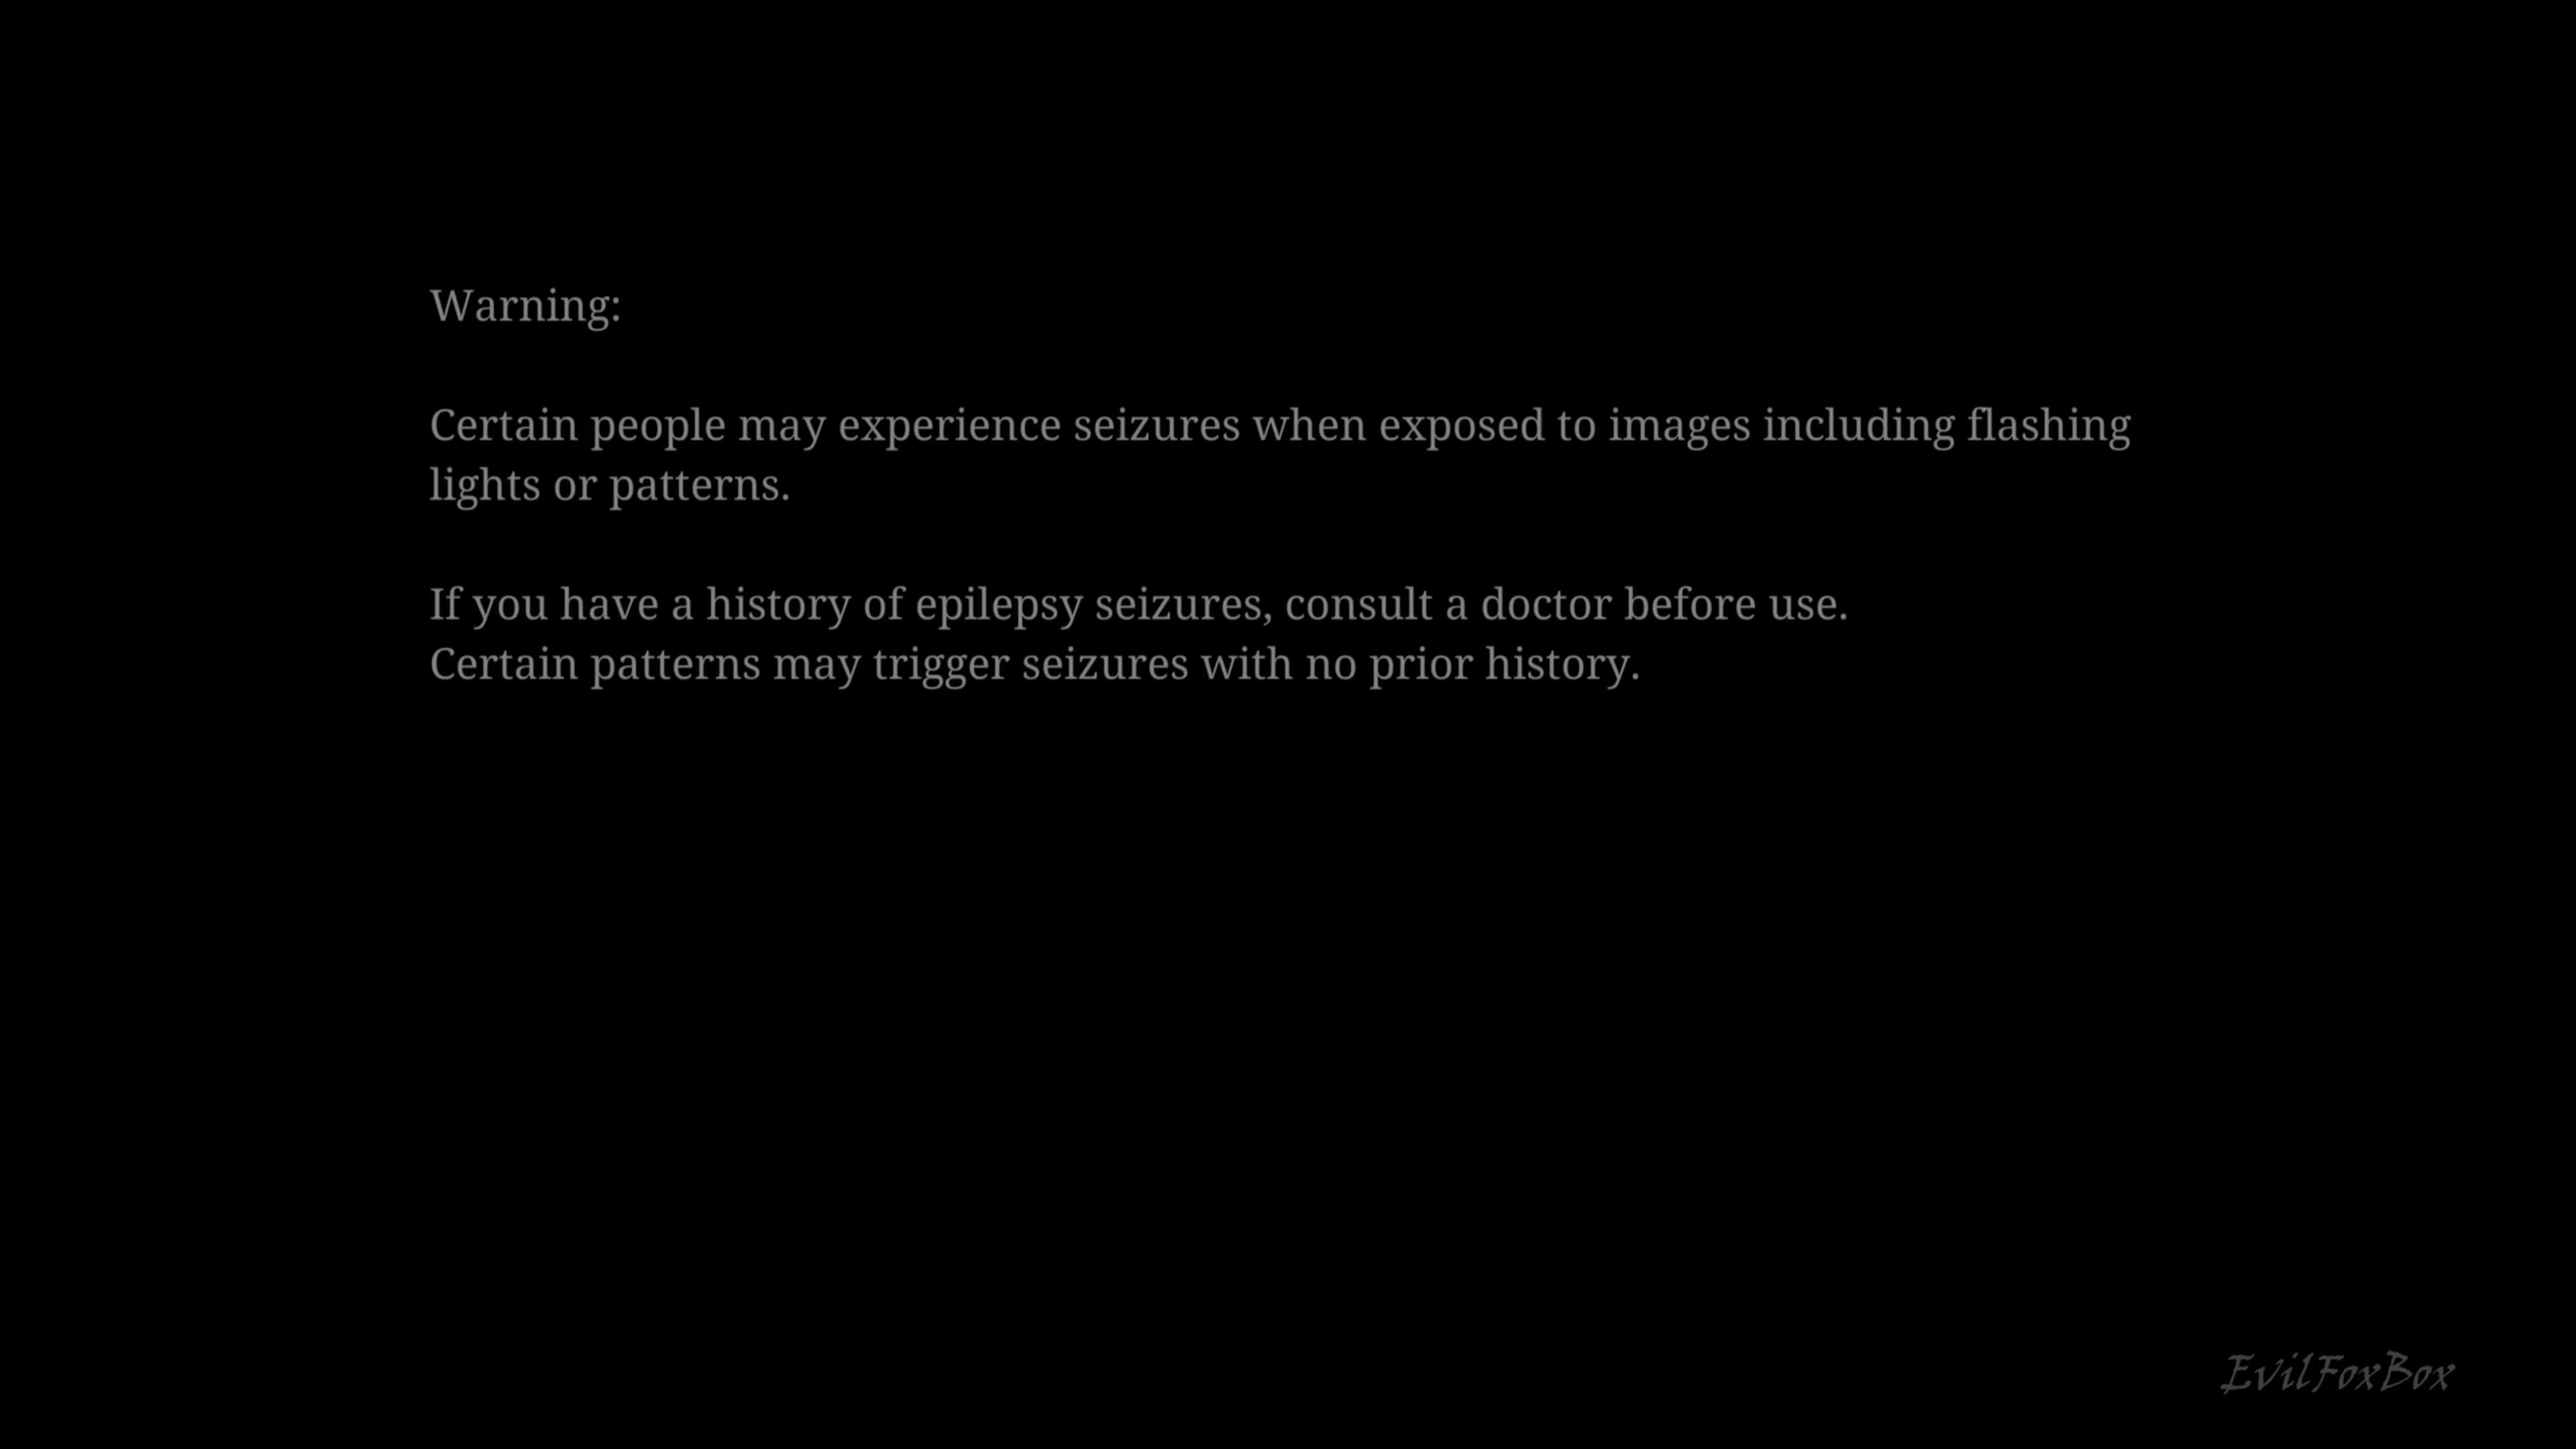 Warning:
Certain people may experience seizures when exposed to images including flashing
lights or patterns.
If you have a history of epilepsy seizures, consult a doctor before use.
Certain patterns may trigger seizures with no prior history.
EvilFoxBox